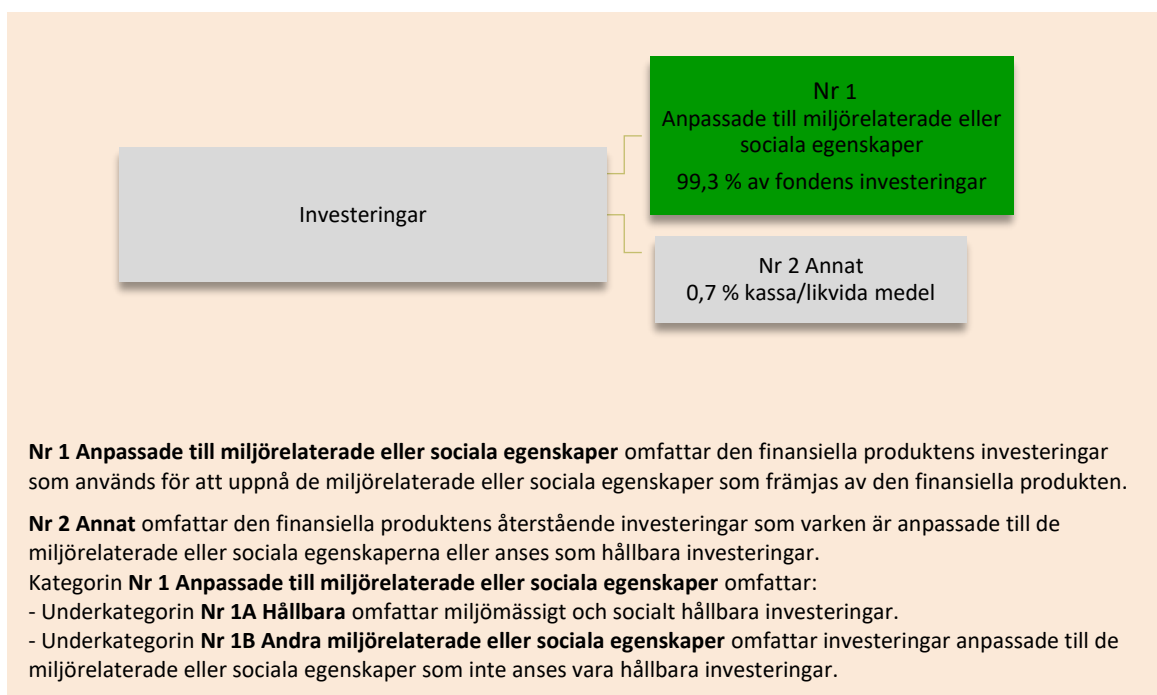 Nr 1
Anpassade till miljörelaterade eller
sociala egenskaper
99,3 % av fondens investeringar
Investeringar
Nr 2 Annat
0,7 % kassa/likvida medel
Nr 1 Anpassade till miljörelaterade eller sociala egenskaper omfattar den finansiella produktens investeringar
som används för att uppnå de miljörelaterade eller sociala egenskaper som främjas av den finansiella produkten.
Nr 2 Annat omfattar den finansiella produktens återstående investeringar som varken är anpassade till de
miljörelaterade eller sociala egenskaperna eller anses som hållbara investeringar.
Kategorin Nr 1 Anpassade till miljörelaterade eller sociala egenskaper omfattar:
- Underkategorin Nr 1A Hållbara omfattar miljömässigt och socialt hållbara investeringar.
- Underkategorin Nr 1B Andra miljörelaterade eller sociala egenskaper omfattar investeringar anpassade till de
miljörelaterade eller sociala egenskaper som inte anses vara hållbara investeringar.